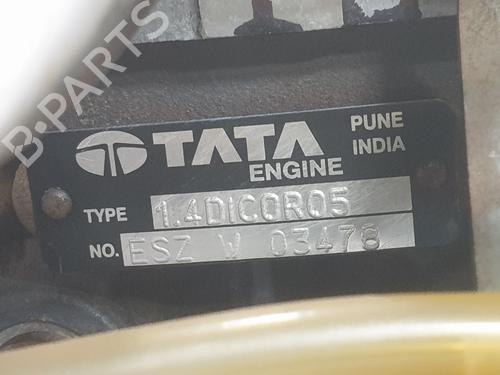 B-PARTS
TATA
ENGINE
PUNE
INDIA
TYPE 1.4DICOR05
NO. ESZ W 03478